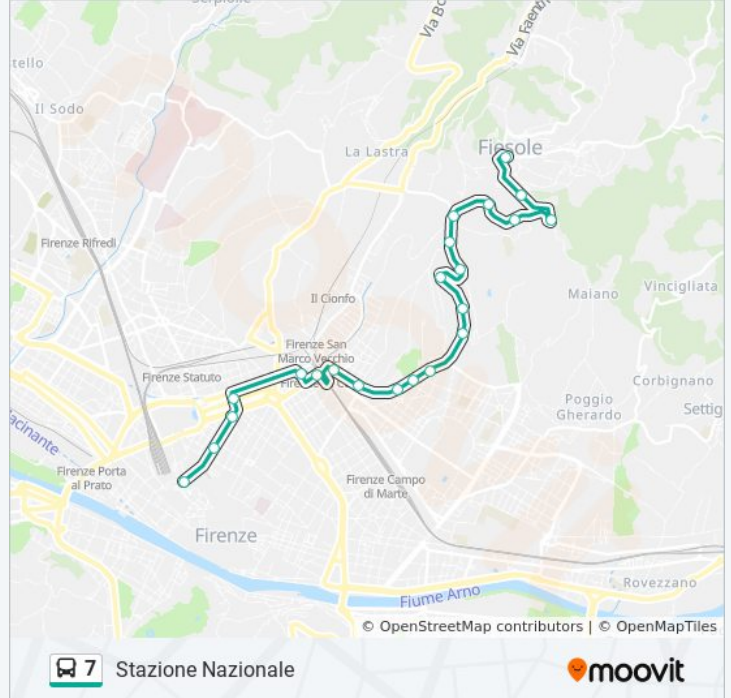 Serpiolle
Via Bo
Via Faenti
tello
Il Sodo
La Lastra
Fiesole
Firenze Rifredi
Maiano
Vincigliata
Il Cionfo
Firenze San
Marco Vecchio
Firenze Statuto
Corbignano
Poggio
Gherardo
Settig
acinante
Firenze Porta
al Prato
Firenze Campo
di Marte
Firenze
Rovezzano
Fiume Arno
© OpenStreetMap contributors | © OpenMapTiles
7 Stazione Nazionale
moovit